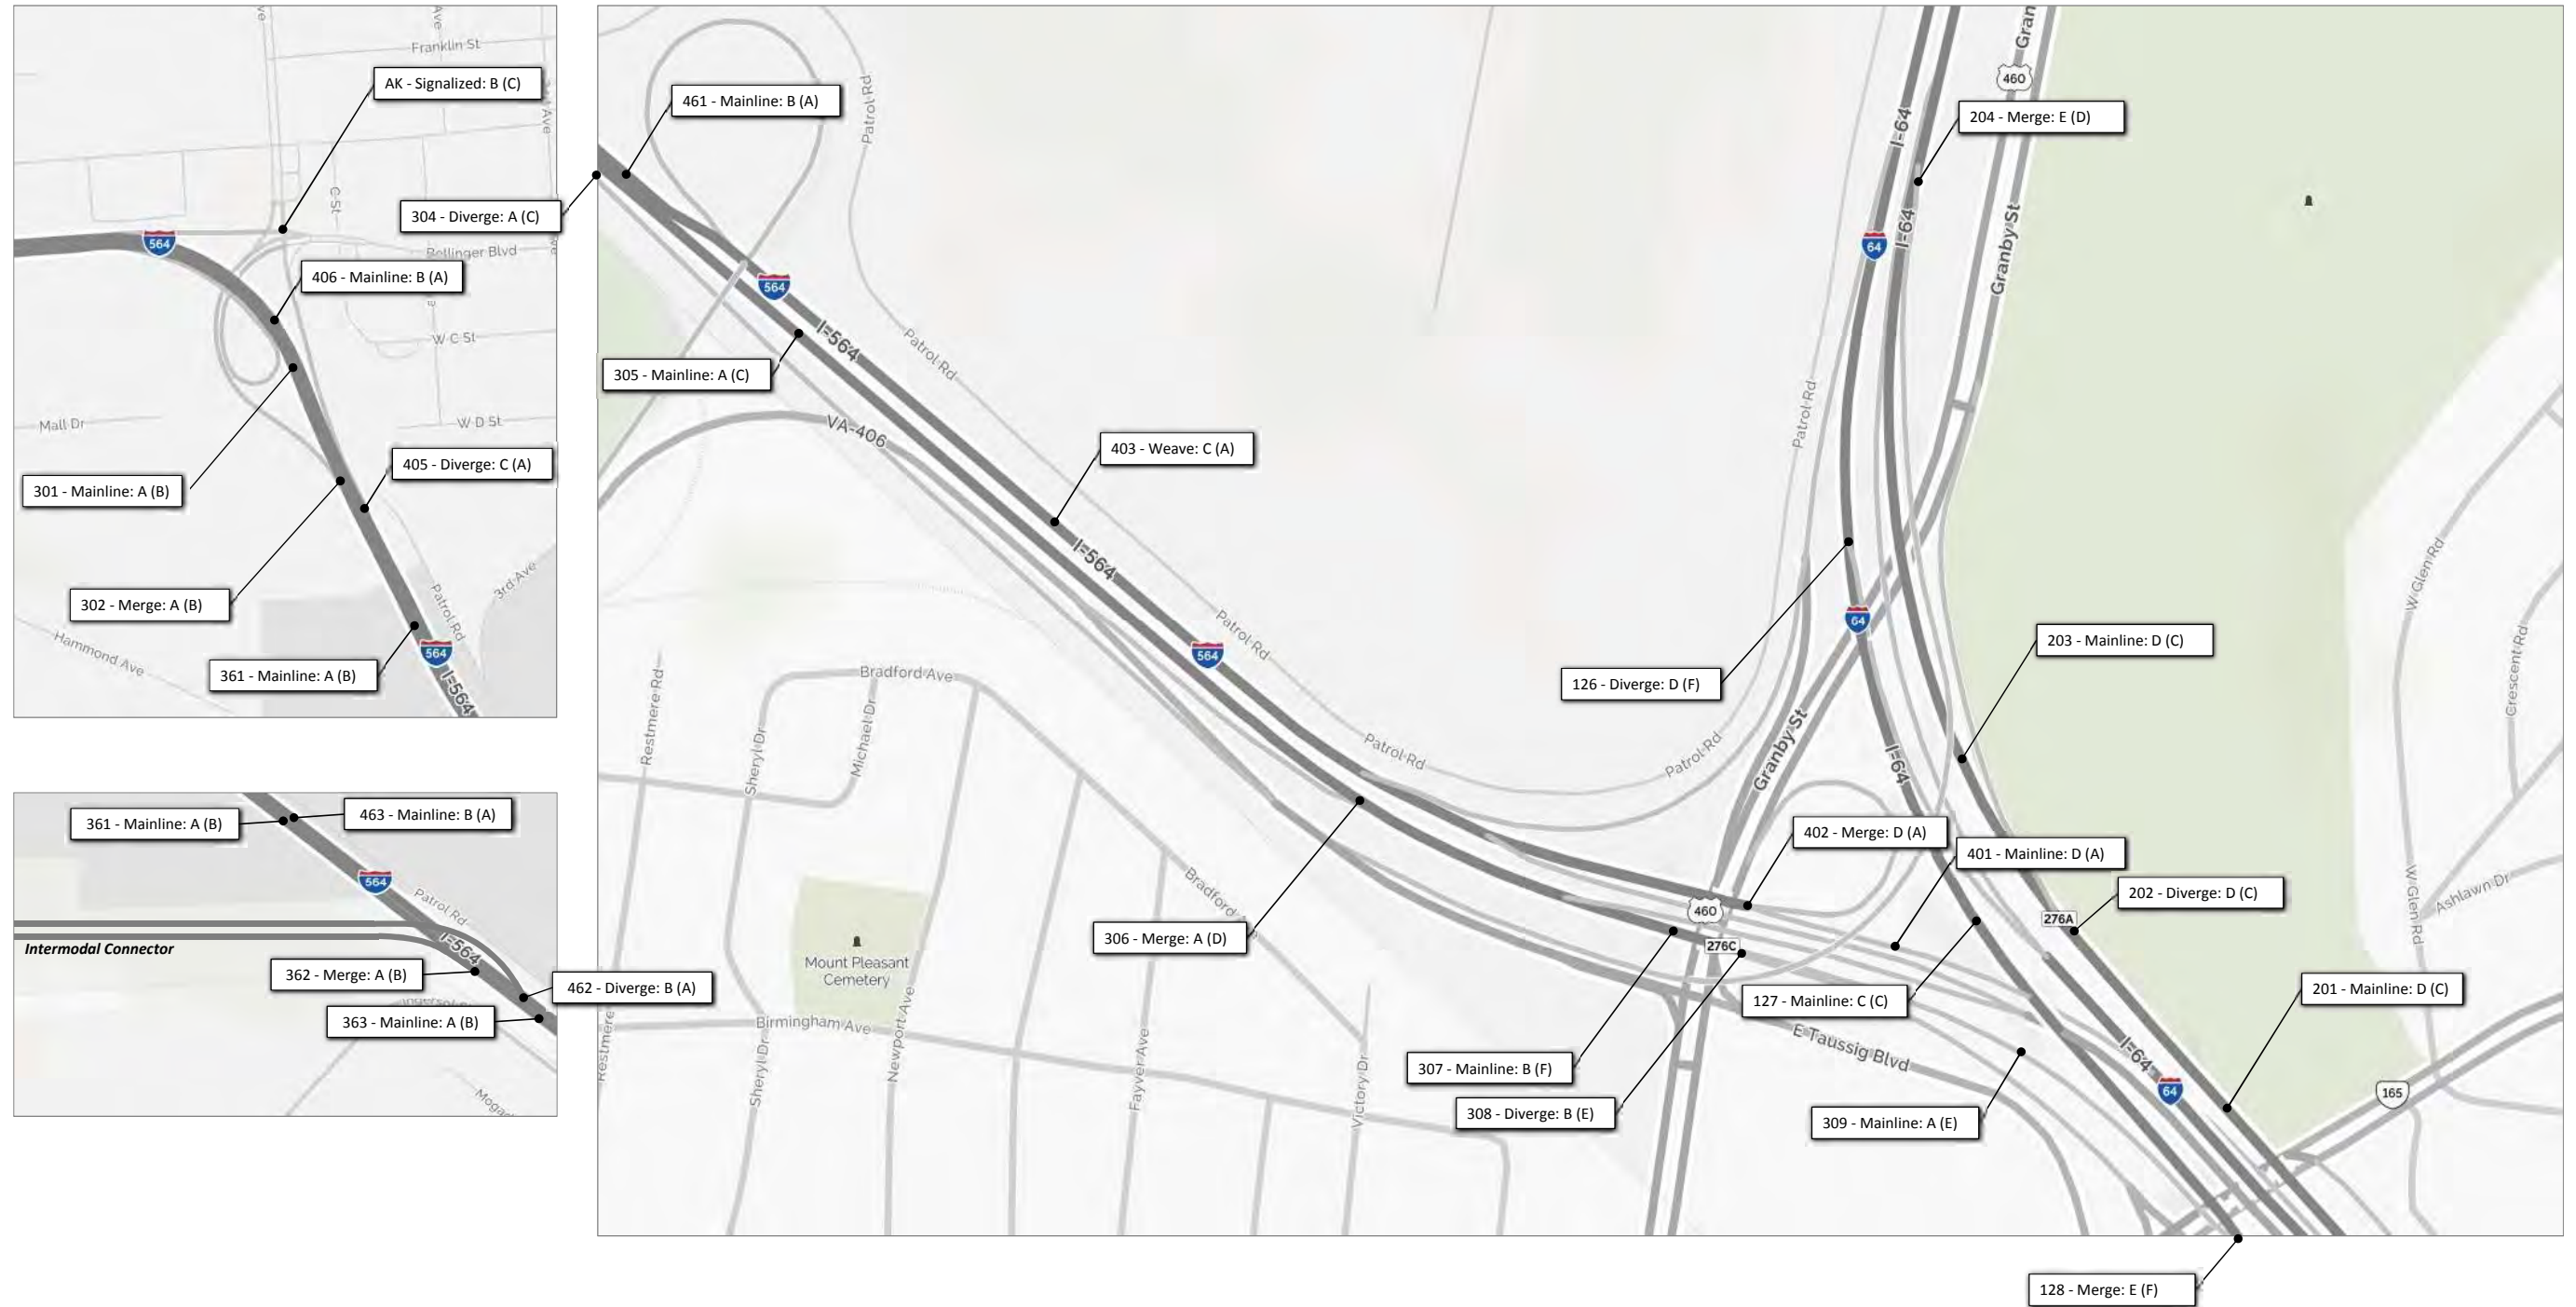 Franklin St
AK - Signalized: B (C)
C St
564
Bellinger Blvd
406 - Mainline: B (A)
W C St
Mall Dr
W D St
405 - Diverge: C (A)
301 - Mainline: A (B)
3rd Ave
302 - Merge: A (B)
Patrol Rd
Hammond Ave
361 - Mainline: A (B)
564
I-564
361 - Mainline: A (B)
463 - Mainline: B (A)
564
Patrol Rd
I-564
Intermodal Connector
362 - Merge: A (B)
462 - Diverge: B (A)
363 - Mainline: A (B)
461 - Mainline: B (A)
Patrol Rd
304 - Diverge: A (C)
564
I-564
Patrol Rd
305 - Mainline: A (C)
VA-406
403 - Weave: C (A)
I-564
564
Patrol Rd
Patrol Rd
Patrol Rd
Patrol Rd
Gran
460
204 - Merge: E (D)
I-64
I-64
64
Granby St
64
126 - Diverge: D (F)
203 - Mainline: D (C)
Granby St
I-64
W Glen Rd
Crescent Rd
W Glen Rd
Ashlawn Dr
Restmere Rd
Sheryl Dr
Michael Dr
Bradford Ave
Bradford
306 - Merge: A (D)
Mount Pleasant
Cemetery
Birmingham Ave
Restmere
Sheryl Dr
Newport Ave
Fayver Ave
Victory Dr
402 - Merge: D (A)
401 - Mainline: D (A)
202 - Diverge: D (C)
460
276A
276C
127 - Mainline: C (C)
201 - Mainline: D (C)
E Taussig Blvd
307 - Mainline: B (F)
308 - Diverge: B (E)
309 - Mainline: A (E)
I-64
64
165
128 - Merge: E (F)